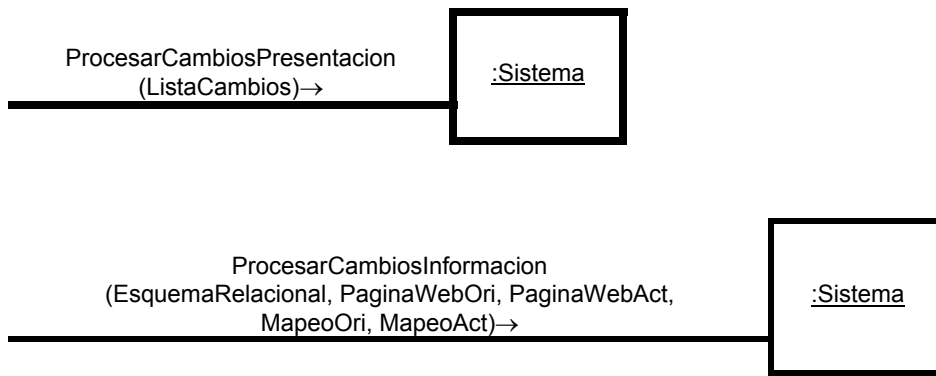 ProcesarCambiosPresentacion
(ListaCambios)→
:Sistema
ProcesarCambiosInformacion
(EsquemaRelacional, PaginaWebOri, PaginaWebAct,
MapeoOri, MapeoAct)→
:Sistema